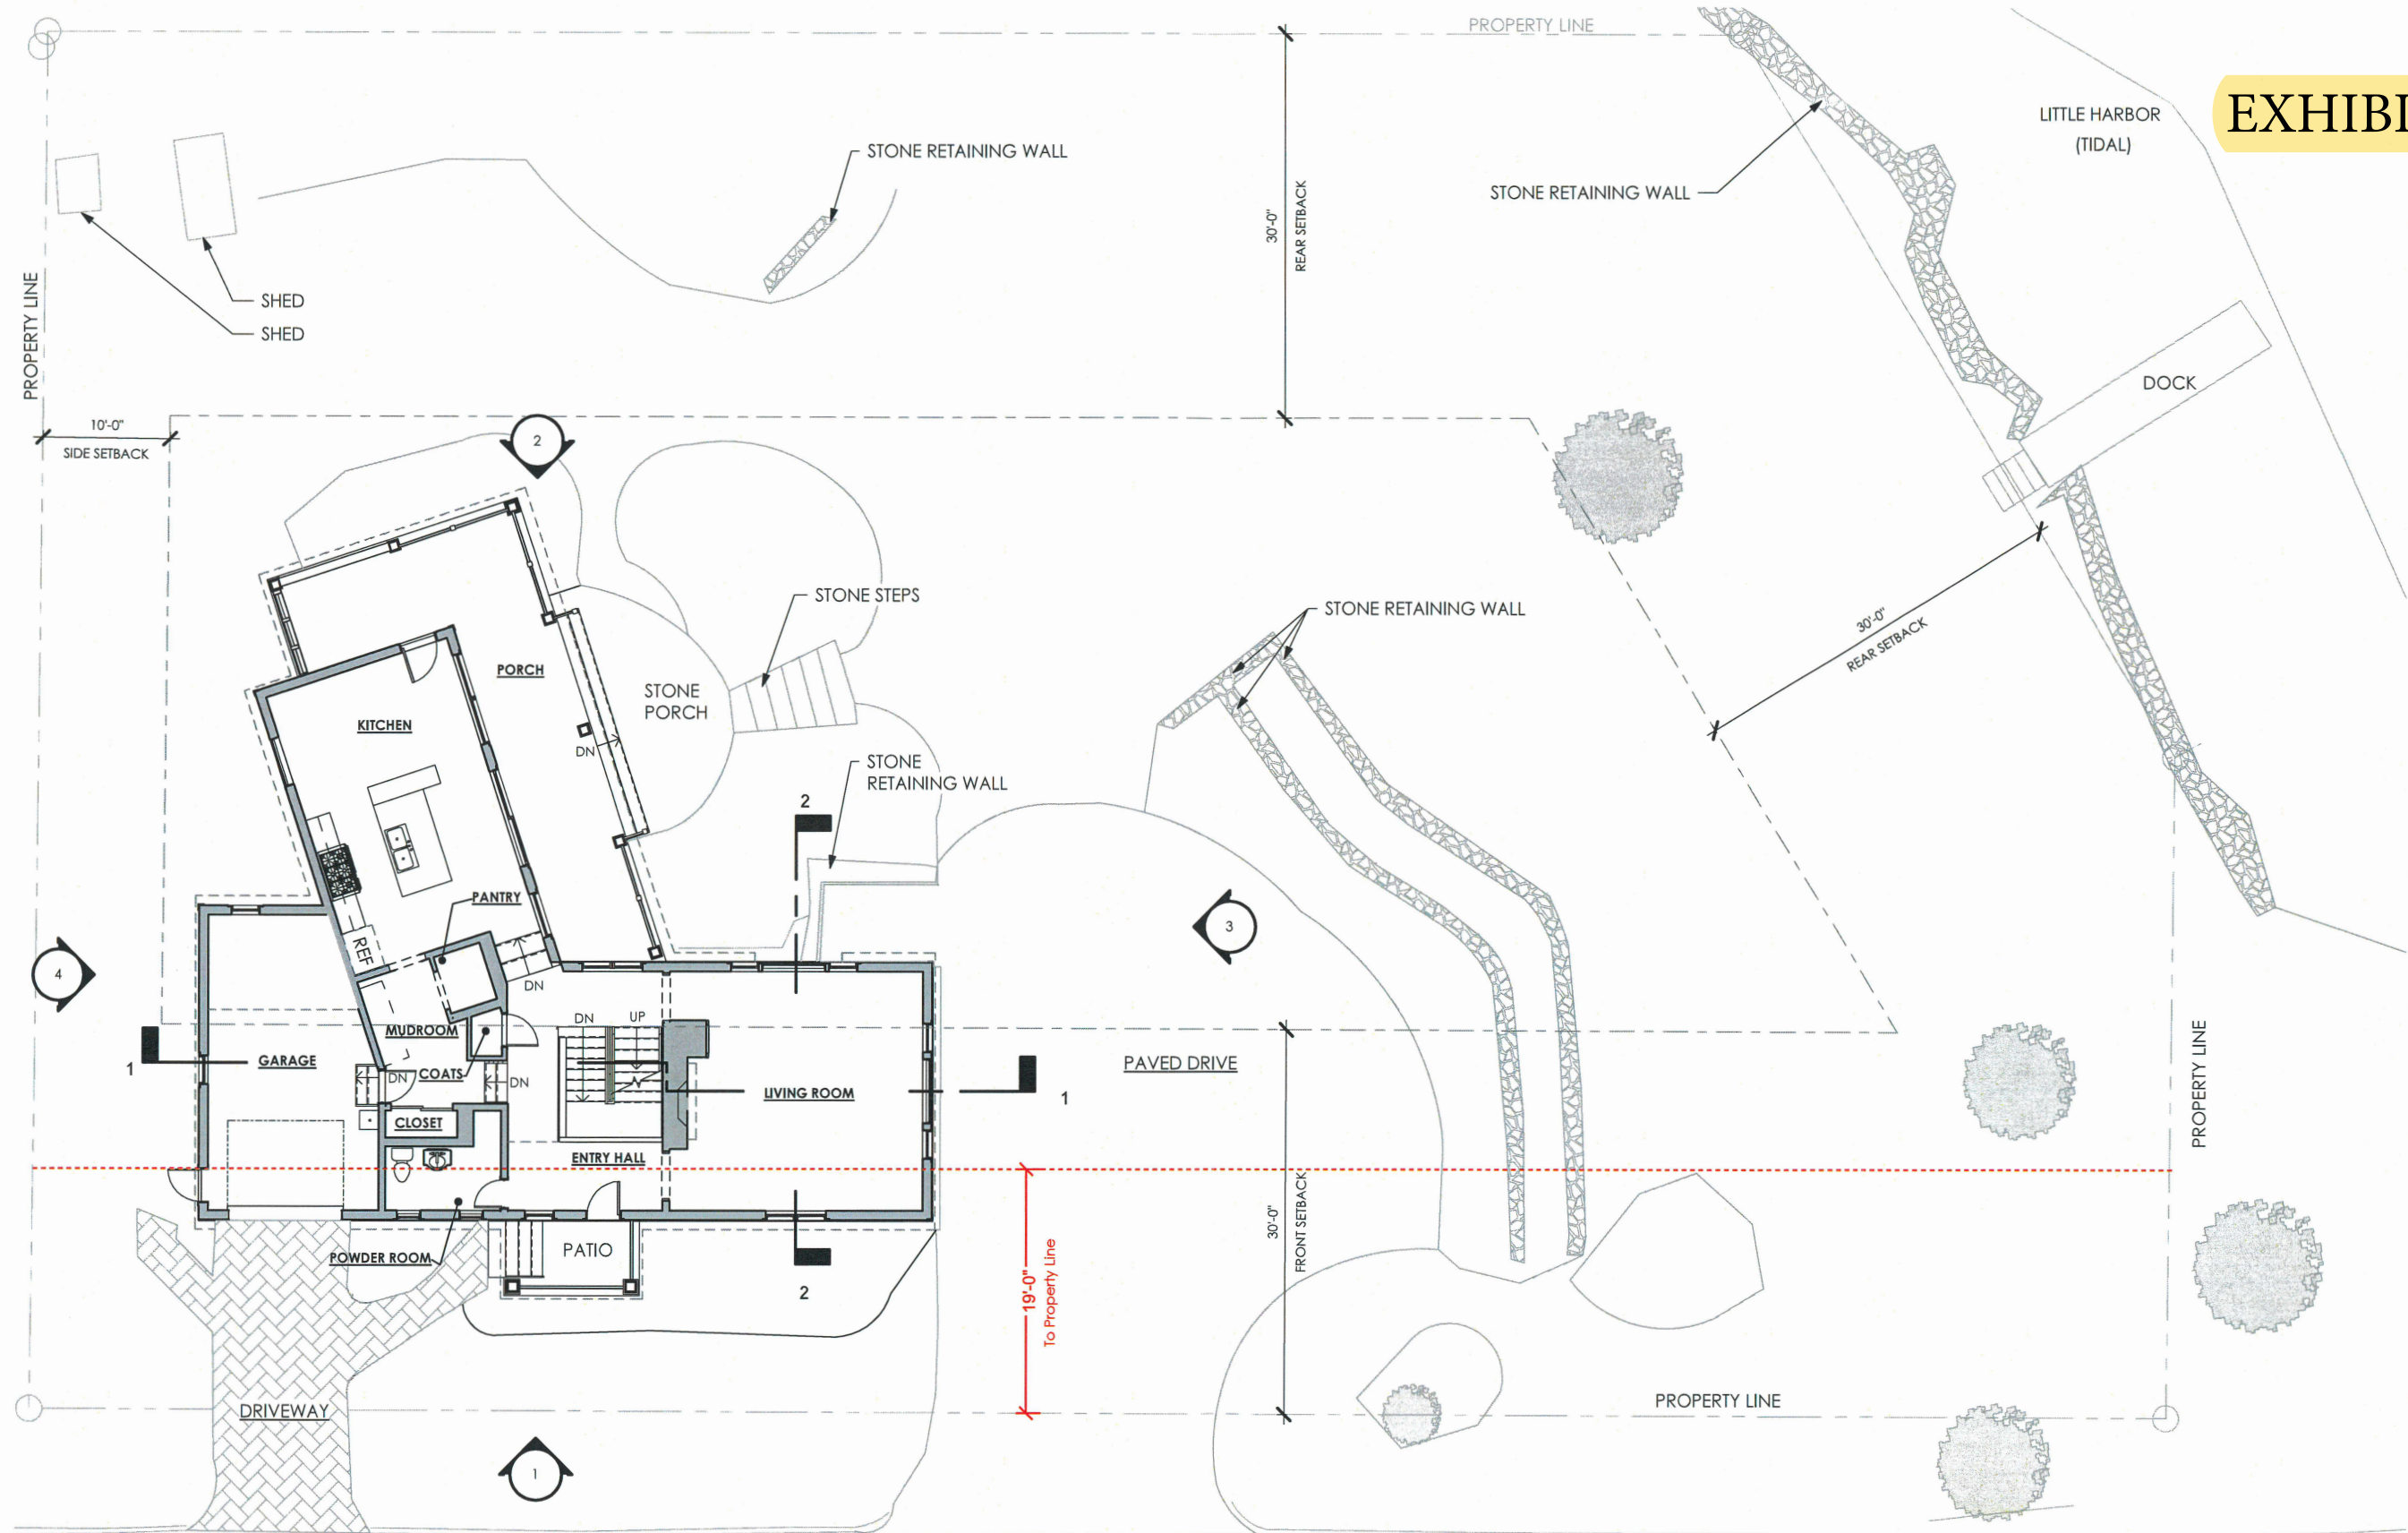 PROPERTY LINE
EXHIBI
LITTLE HARBOR
(TIDAL)
STONE RETAINING WALL
STONE RETAINING WALL
30'-0"
REAR SETBACK
SHED
SHED
PROPERTY LINE
DOCK
10'-0"
SIDE SETBACK
2
STONE STEPS
STONE RETAINING WALL
30'-0"
REAR SETBACK
PORCH
STONE
PORCH
KITCHEN
DN
STONE
RETAINING WALL
2
PANTRY
REF
3
4
DN
MUDROOM
DN
UP
GARAGE
COATS
DN
DN
1
PAVED DRIVE
LIVING ROOM
1
CLOSET
ENTRY HALL
PROPERTY LINE
30'-0"
FRONT SETBACK
PATIO
POWDER ROOM
19'-0"
To Property Line
2
DRIVEWAY
PROPERTY LINE
1